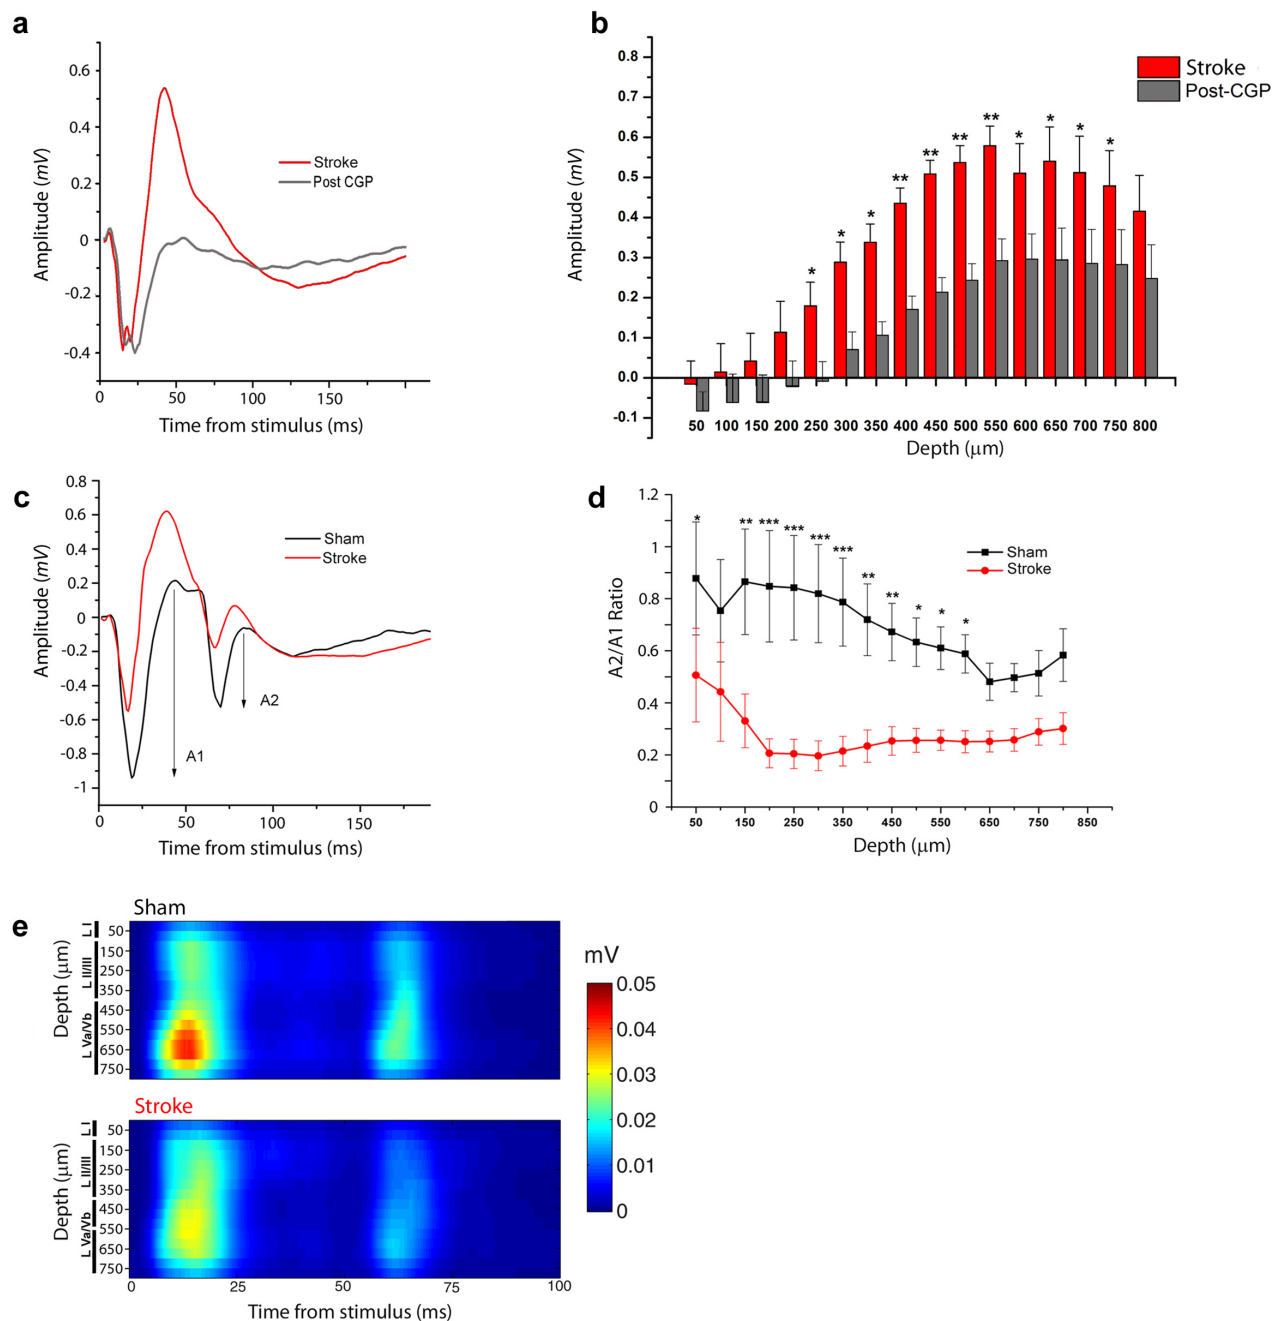 a
Amplitude (mV)
0.6
0.4
0.2
0
-0.2
-0.4
Stroke
Post CGP
0
50
100
150
Time from stimulus (ms)
b
Amplitude (mV)
0.8
0.7
0.6
0.5
0.4
0.3
0.2
0.1
0.0
-0.1
Stroke
Post-CGP
* * * ** ** ** ** * * * *
50 100 150 200 250 300 350 400 450 500 550 600 650 700 750 800
Depth (μm)
c
Amplitude (mV)
0.8
0.6
0.4
0.2
0
-0.2
-0.4
-0.6
-0.8
-1
Sham
Stroke
A1
A2
0 50 100 150
Time from stimulus (ms)
d
A2/A1 Ratio
1.2
1
0.8
0.6
0.4
0.2
0
* ** *** *** *** *** ** ** * * *
Sham
Stroke
50 150 250 350 450 550 650 750 850
Depth (μm)
e
Sham
Depth (μm)
L I
L II/III
L Va/Vb
50
150
250
350
450
550
650
750
mV
0.05
0.04
0.03
0.02
0.01
0
Stroke
Depth (μm)
L I
L II/III
L Va/Vb
50
150
250
350
450
550
650
750
0 25 50 75 100
Time from stimulus (ms)